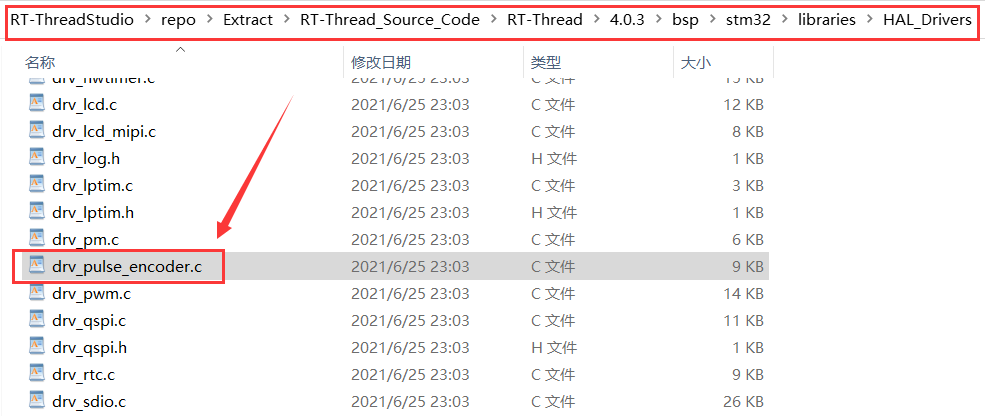 RT-ThreadStudio > repo > Extract > RT-Thread_Source_Code > RT-Thread > 4.0.3 > bsp > stm32 > libraries > HAL_Drivers
名称 修改日期 类型 大小
drv_hwtimer.c 2021/6/25 23:03 C 文件 15 KB
drv_lcd.c 2021/6/25 23:03 C 文件 12 KB
drv_lcd_mipi.c 2021/6/25 23:03 C 文件 8 KB
drv_log.h 2021/6/25 23:03 H 文件 1 KB
drv_lptim.c 2021/6/25 23:03 C 文件 3 KB
drv_lptim.h 2021/6/25 23:03 H 文件 1 KB
drv_pm.c 2021/6/25 23:03 C 文件 6 KB
drv_pulse_encoder.c 2021/6/25 23:03 C 文件 9 KB
drv_pwm.c 2021/6/25 23:03 C 文件 14 KB
drv_qspi.c 2021/6/25 23:03 C 文件 11 KB
drv_qspi.h 2021/6/25 23:03 H 文件 1 KB
drv_rtc.c 2021/6/25 23:03 C 文件 9 KB
drv_sdio.c 2021/6/25 23:03 C 文件 26 KB